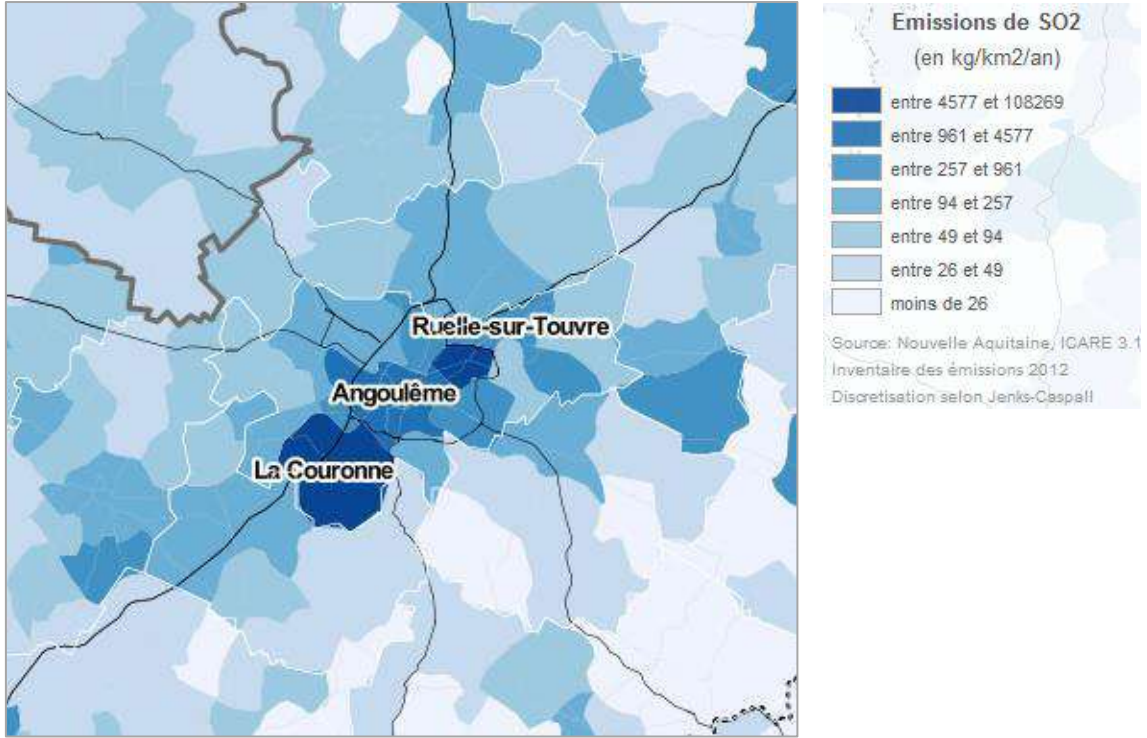 Ruelle-sur-Touvre
Angoulême
La Couronne
Emissions de SO2
(en kg/km2/an)
entre 4577 et 108269
entre 961 et 4577
entre 257 et 961
entre 94 et 257
entre 49 et 94
entre 26 et 49
moins de 26
Source: Nouvelle Aquitaine, ICARE 3.1
Inventaire des émissions 2012
Discretisation selon Jenks-Caspall